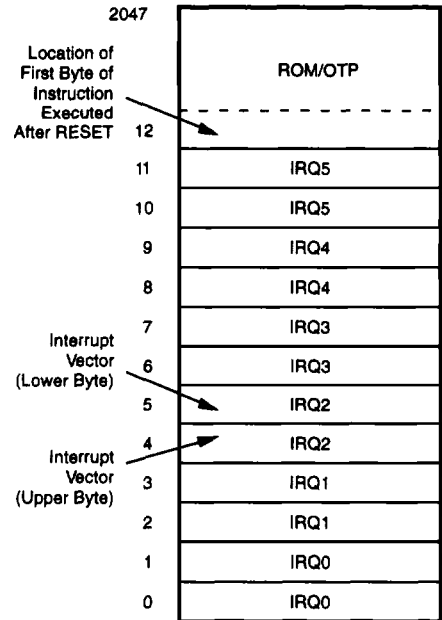 2047
Location of
First Byte of
Instruction
Executed
After RESET
ROM/OTP
12
11 IRQ5
10 IRQ5
9 IRQ4
8 IRQ4
7 IRQ3
6 IRQ3
Interrupt
Vector
(Lower Byte)
5 IRQ2
4 IRQ2
Interrupt
Vector
(Upper Byte)
3 IRQ1
2 IRQ1
1 IRQ0
0 IRQ0